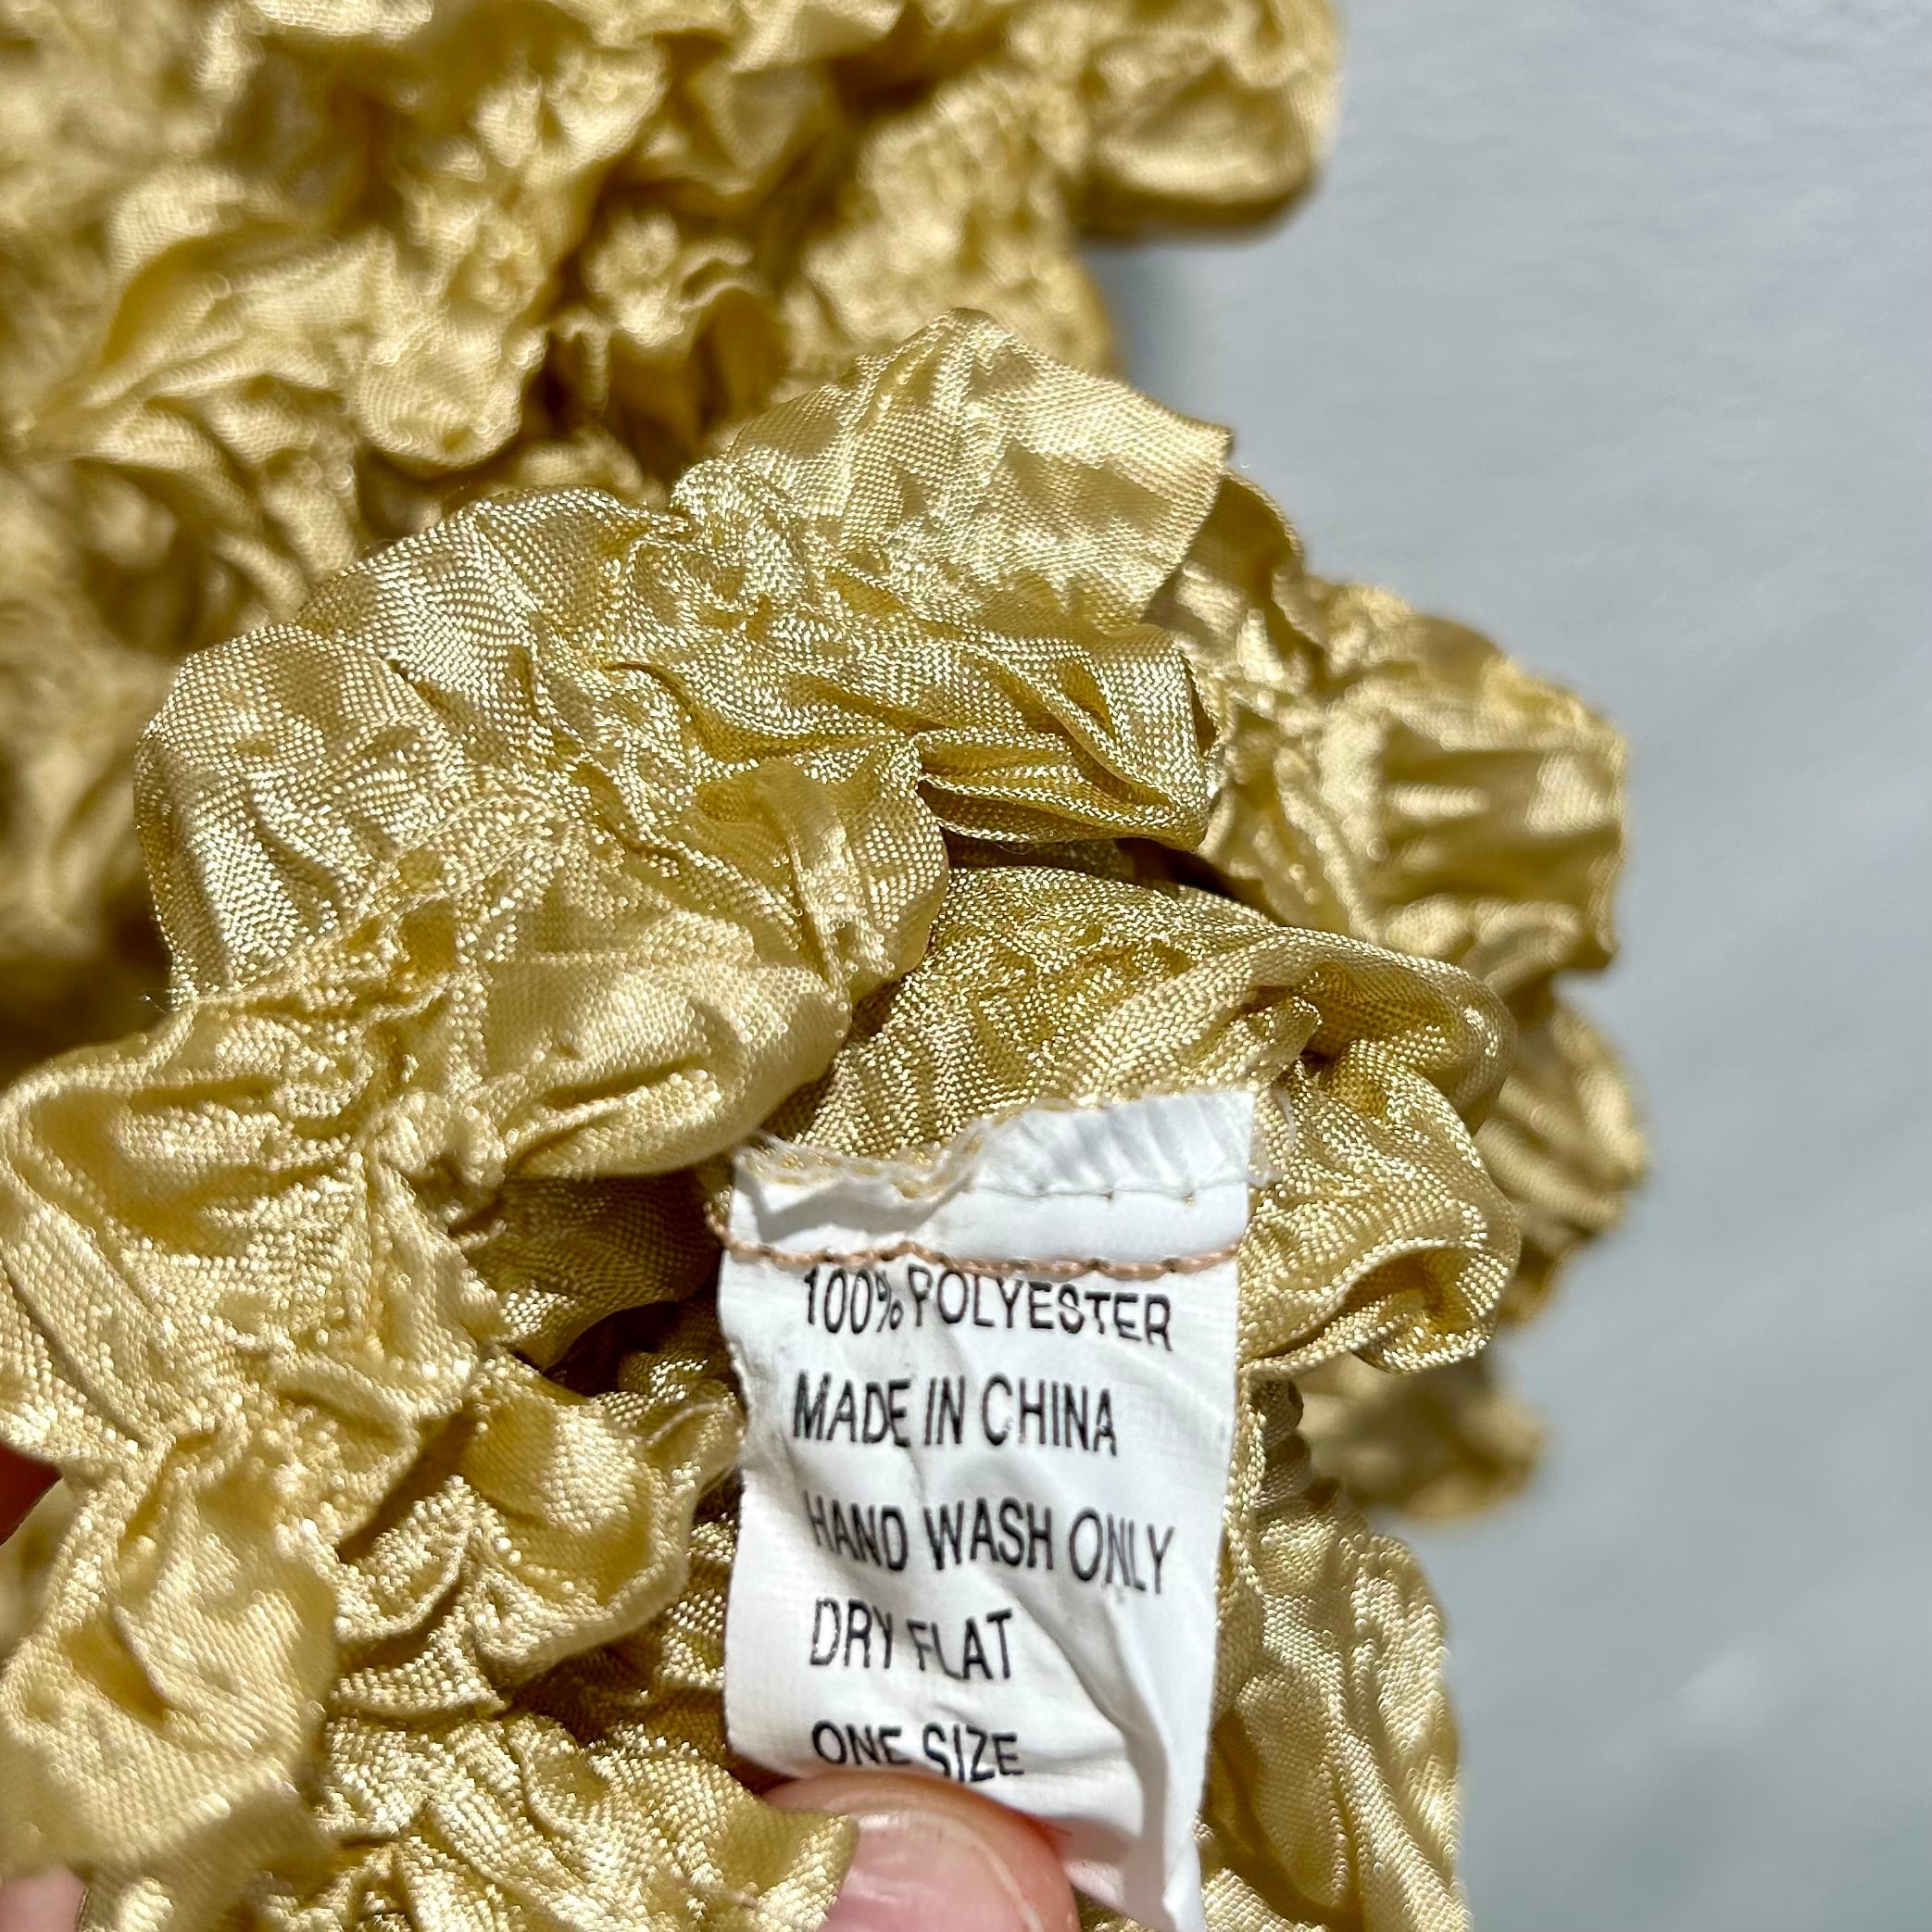 100% POLYESTER
MADE IN CHINA
HAND WASH ONLY
DRY FLAT
ONE SIZE